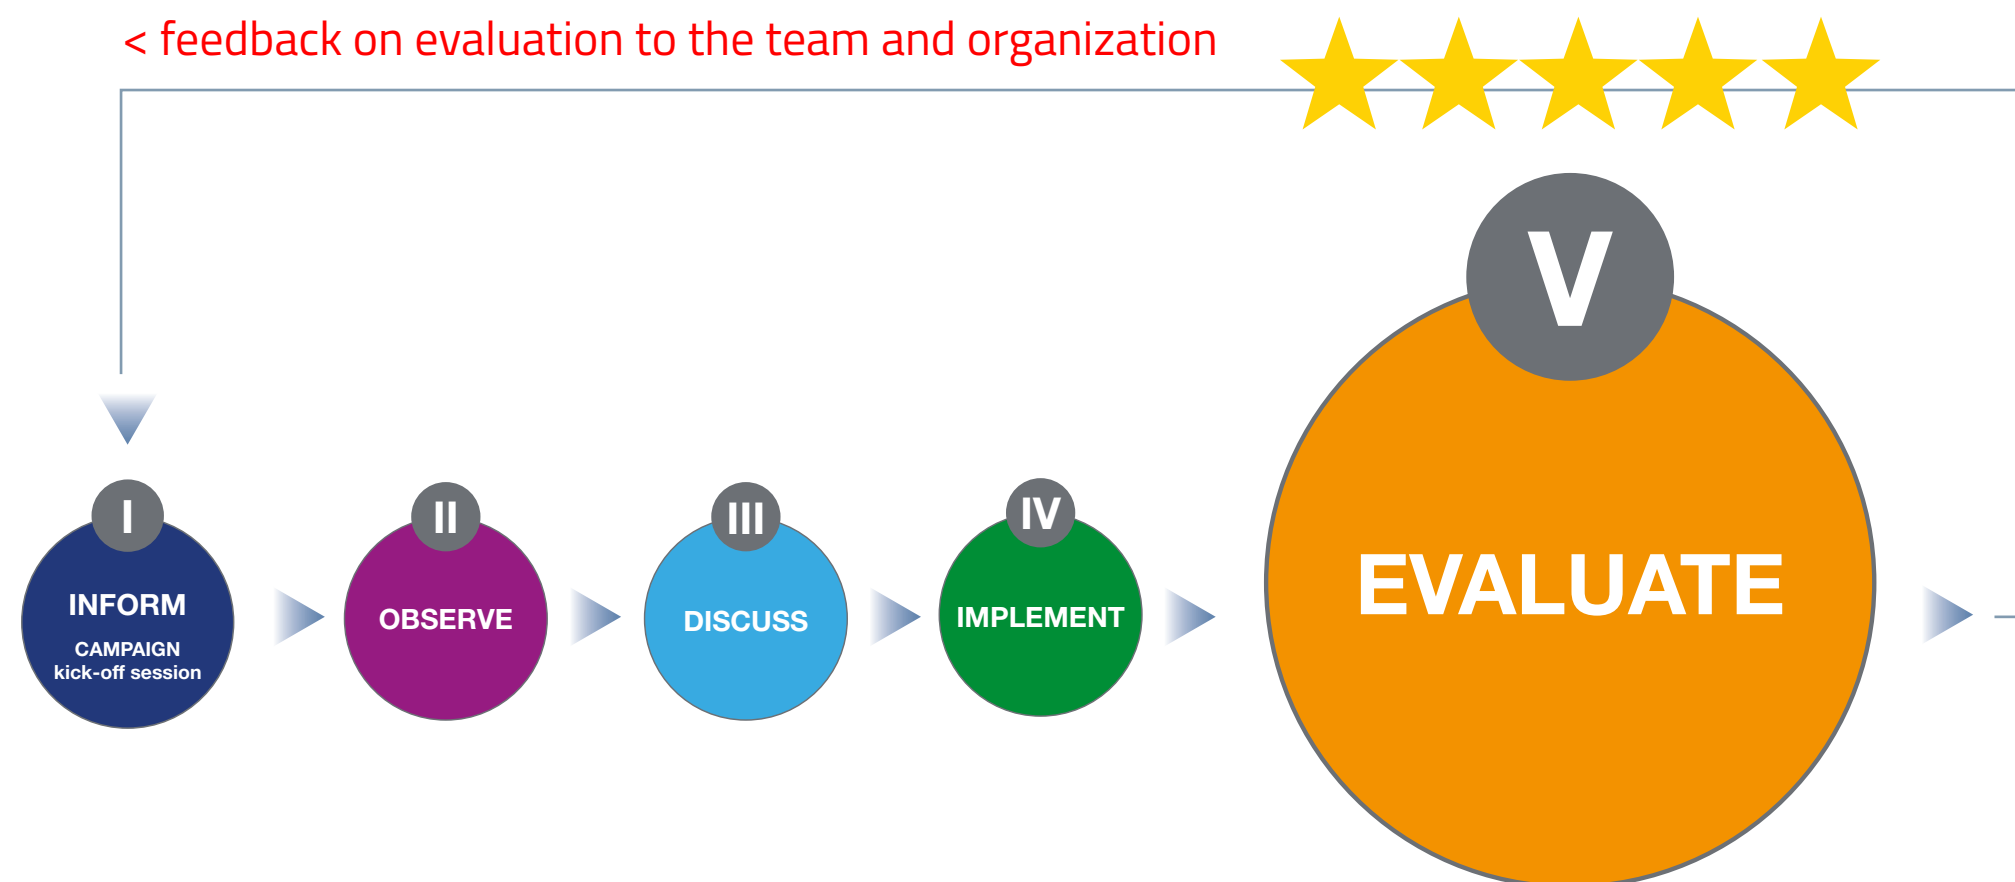 < feedback on evaluation to the team and organization
I
INFORM
CAMPAIGN
kick-off session
II
OBSERVE
III
DISCUSS
IV
IMPLEMENT
V
EVALUATE